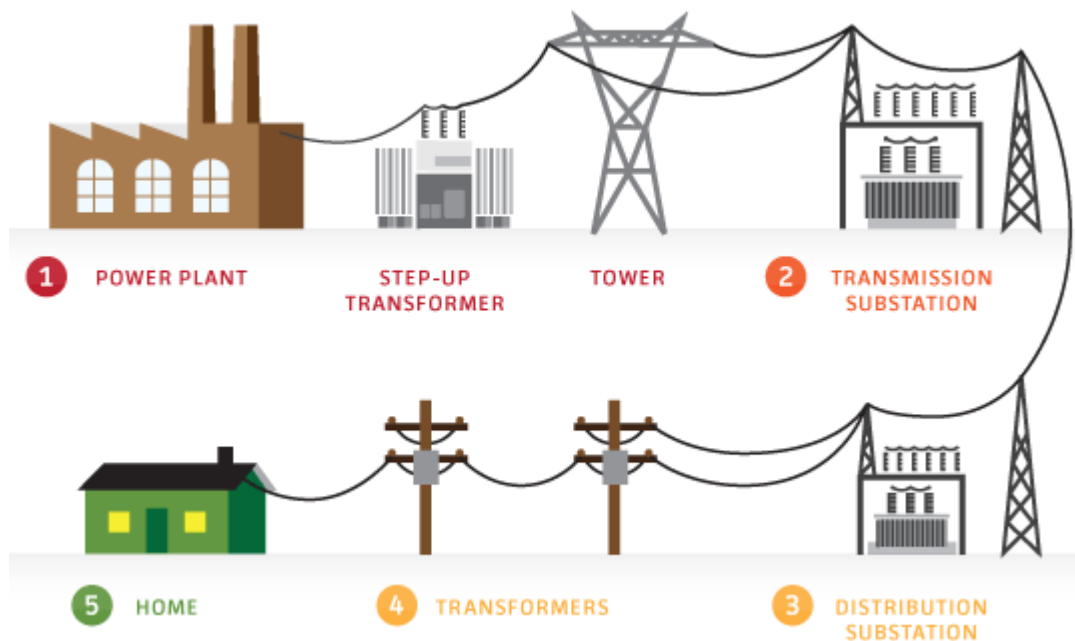 1 POWER PLANT
STEP-UP
TRANSFORMER
TOWER
2 TRANSMISSION
SUBSTATION
5 HOME
4 TRANSFORMERS
3 DISTRIBUTION
SUBSTATION